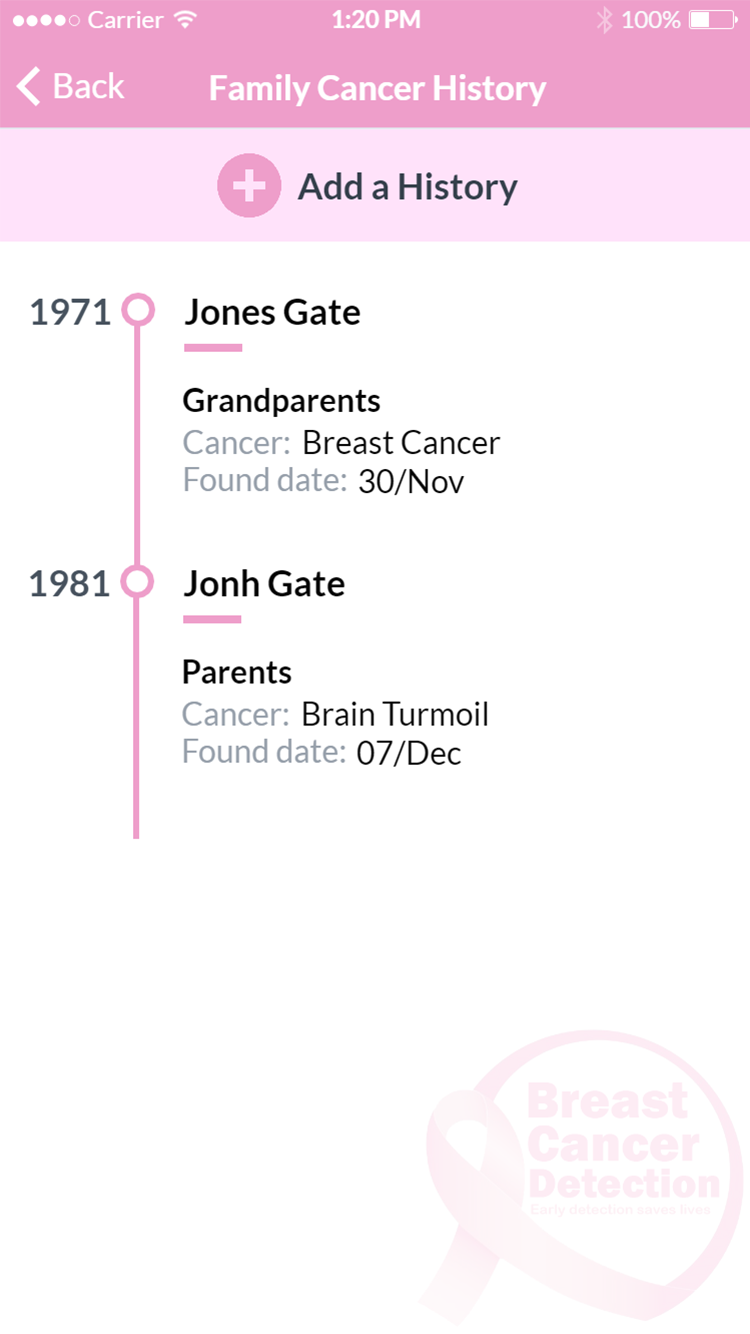 Carrier 1:20 PM 100%
Back Family Cancer History
Add a History
1971 Jones Gate
Grandparents
Cancer: Breast Cancer
Found date: 30/Nov
1981 Jonh Gate
Parents
Cancer: Brain Turmoil
Found date: 07/Dec
Breast
Cancer
Detection
Early detection saves lives